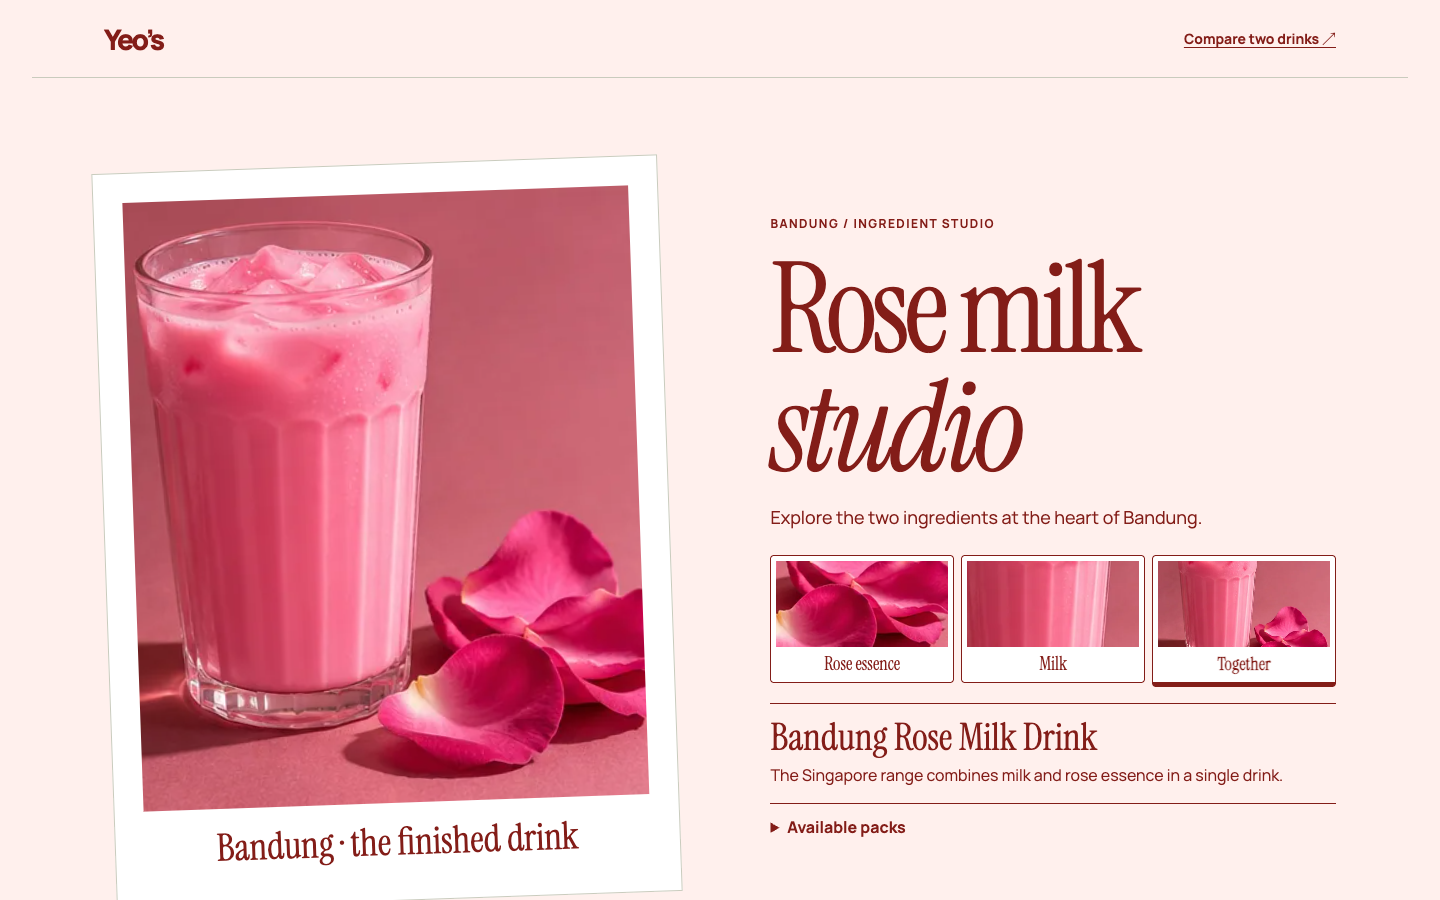 Yeo's
Compare two drinks ↗
BANDUNG / INGREDIENT STUDIO
Rose milk
studio
Explore the two ingredients at the heart of Bandung.
Rose essence
Milk
Together
Bandung Rose Milk Drink
The Singapore range combines milk and rose essence in a single drink.
▶ Available packs
Bandung · the finished drink